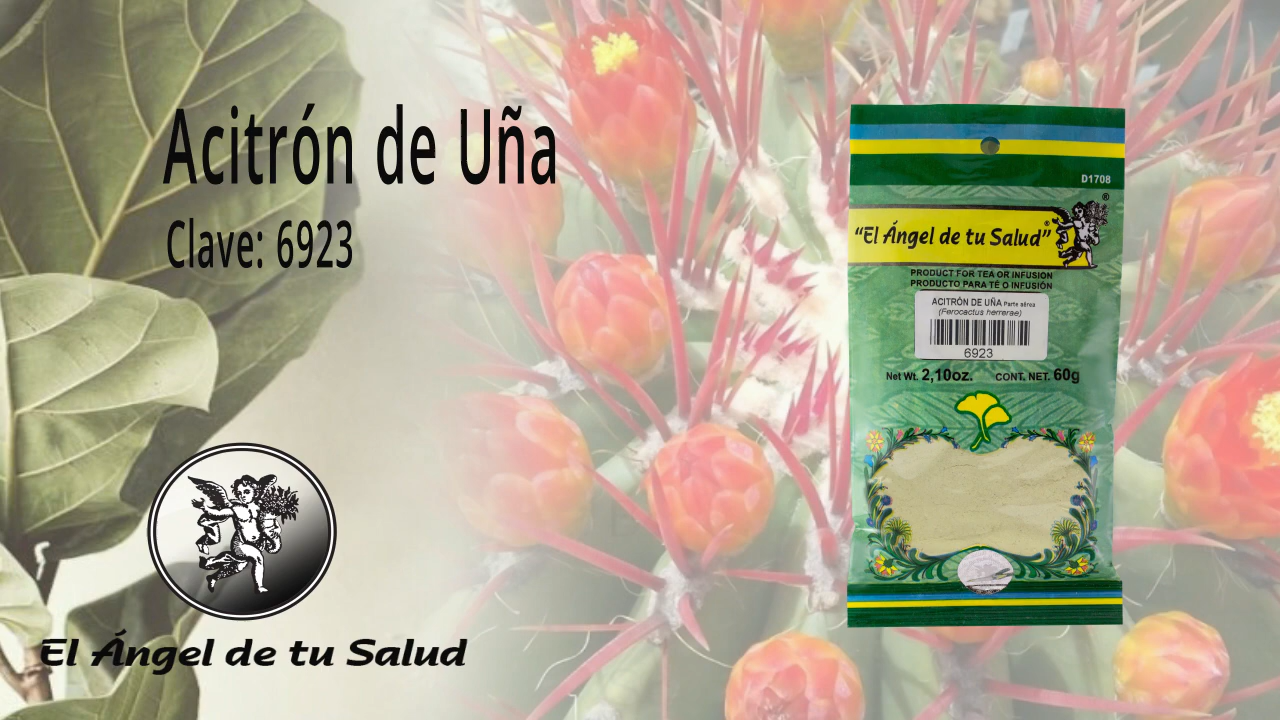 Acitrón de Uña
Clave: 6923
El Ángel de tu Salud
D1708
®
"El Ángel de tu Salud"®
PRODUCT FOR TEA OR INFUSION
PRODUCTO PARA TÉ O INFUSIÓN
ACITRÓN DE UÑA Parte aérea
(Ferocactus herrerae)
6923
Net Wt. 2,10oz. CONT. NET. 60g